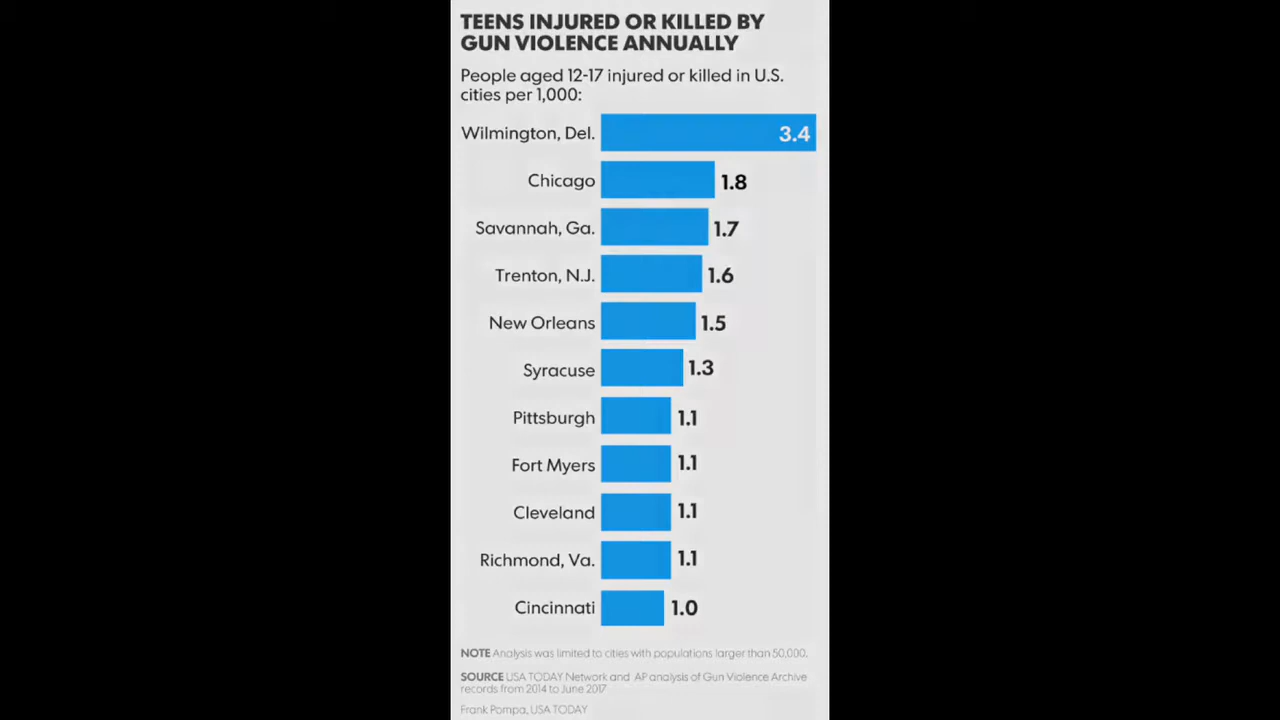 TEENS INJURED OR KILLED BY
GUN VIOLENCE ANNUALLY
People aged 12-17 injured or killed in U.S.
cities per 1,000:
Wilmington, Del. 3.4
Chicago 1.8
Savannah, Ga. 1.7
Trenton, N.J. 1.6
New Orleans 1.5
Syracuse 1.3
Pittsburgh 1.1
Fort Myers 1.1
Cleveland 1.1
Richmond, Va. 1.1
Cincinnati 1.0
NOTE Analysis was limited to cities with populations larger than 50,000.
SOURCE USA TODAY Network and AP analysis of Gun Violence Archive
records from 2014 to June 2017
Frank Pompa, USA TODAY